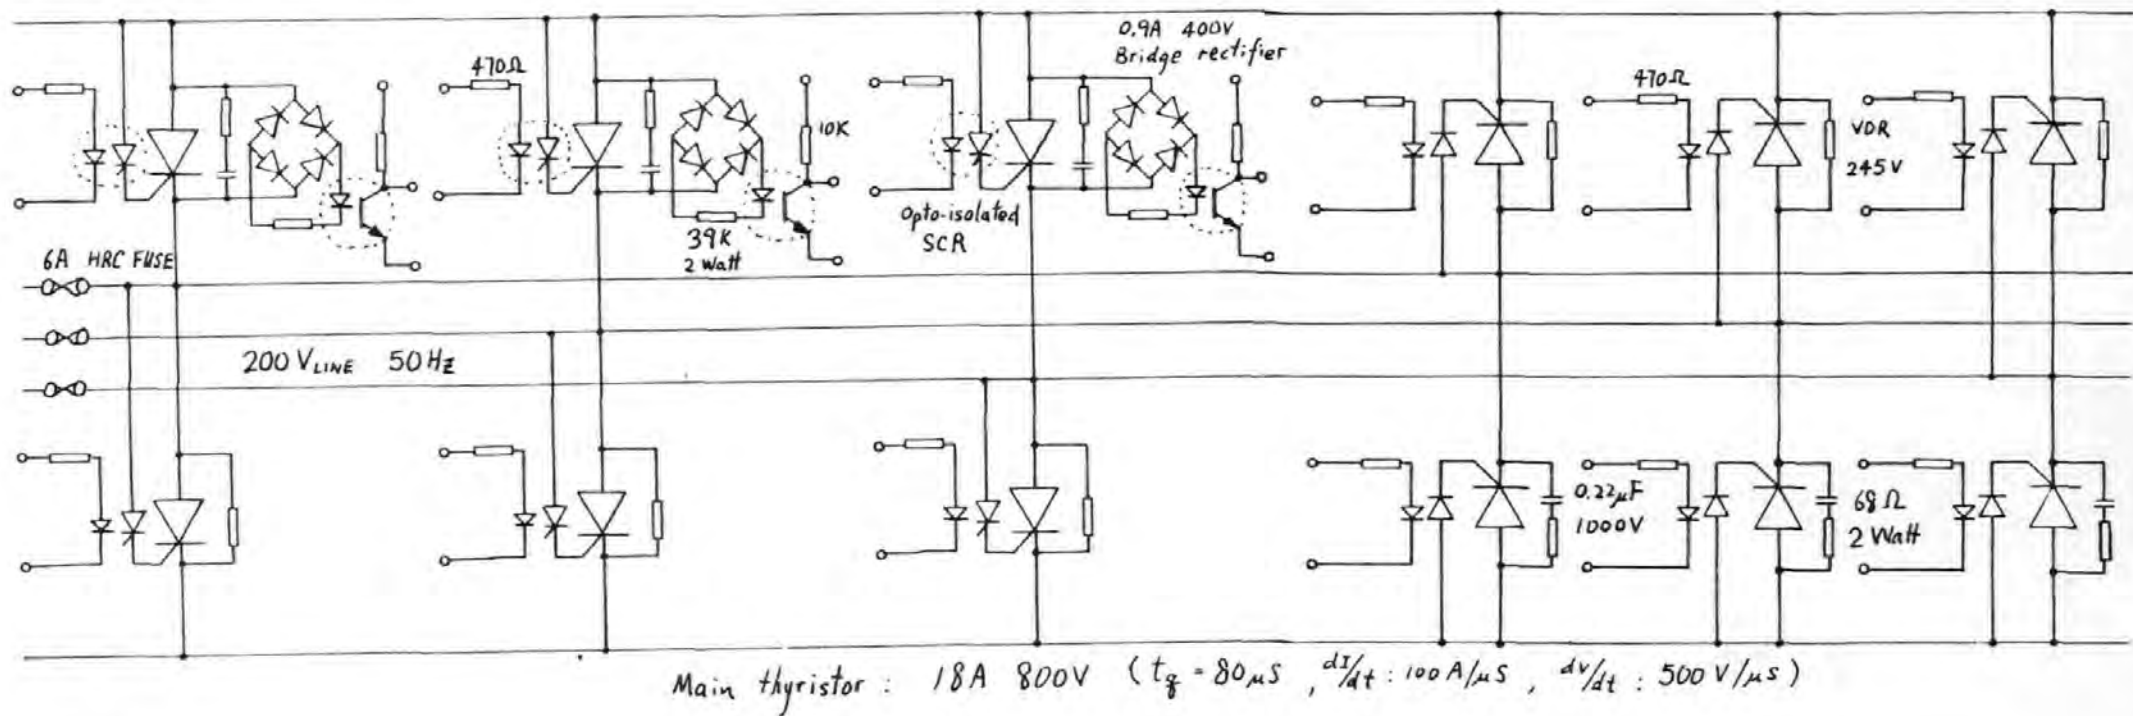 0.9A 400V
Bridge rectifier
470Ω
10K
470Ω
VDR
245V
Opto-isolated
SCR
39K
2 Watt
6A HRC FUSE
200 VLINE 50 Hz
0.22μF
1000V
68Ω
2 Watt
Main thyristor : 18A 800V (tq = 80μs , dI/dt : 100 A/μs , dv/dt : 500 V/μs)